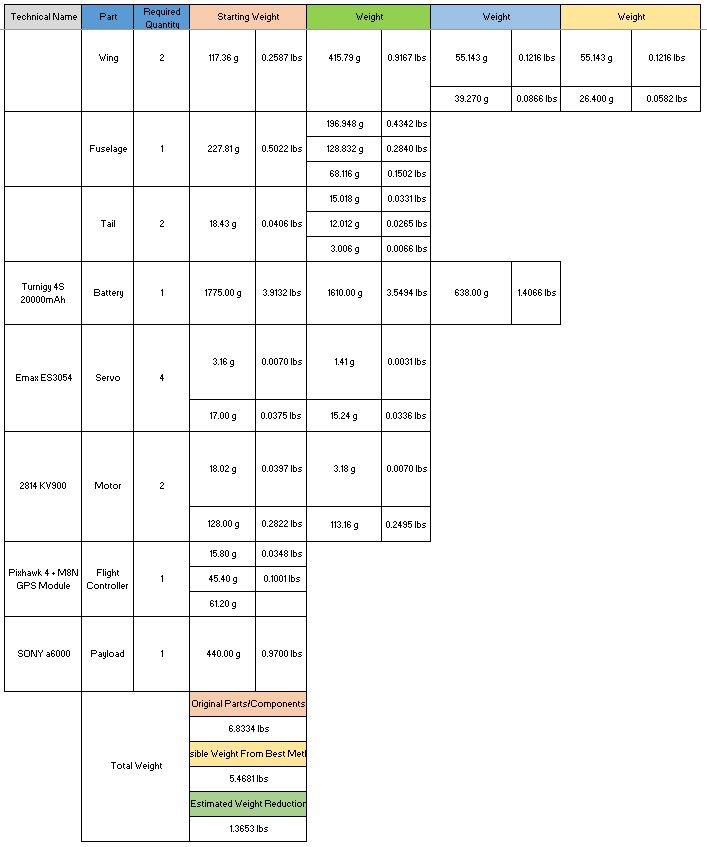 Technical Name Part Required Quantity Starting Weight Weight Weight Weight
Wing 2 117.36 g 0.2587 lbs 415.79 g 0.9167 lbs 55.143 g 0.1216 lbs 55.143 g 0.1216 lbs
39.270 g 0.0866 lbs 26.400 g 0.0582 lbs
196.948 g 0.4342 lbs
Fuselage 1 227.81 g 0.5022 lbs 128.832 g 0.2840 lbs
68.116 g 0.1502 lbs
15.018 g 0.0331 lbs
Tail 2 18.43 g 0.0406 lbs 12.012 g 0.0265 lbs
3.006 g 0.0066 lbs
Turnigy 4S
20000mAh Battery 1 1775.00 g 3.9132 lbs 1610.00 g 3.5494 lbs 638.00 g 1.4066 lbs
3.16 g 0.0070 lbs 1.41 g 0.0031 lbs
Emax ES3054 Servo 4
17.00 g 0.0375 lbs 15.24 g 0.0336 lbs
18.02 g 0.0397 lbs 3.18 g 0.0070 lbs
2814 KV900 Motor 2
128.00 g 0.2822 lbs 113.16 g 0.2495 lbs
15.80 g 0.0348 lbs
Pixhawk 4 + M8N
GPS Module Flight
Controller 1 45.40 g 0.1001 lbs
61.20 g
SONY a6000 Payload 1 440.00 g 0.9700 lbs
Original Parts/Components
6.8334 lbs
sible Weight From Best Met
Total Weight
5.4681 lbs
Estimated Weight Reduction
1.3653 lbs